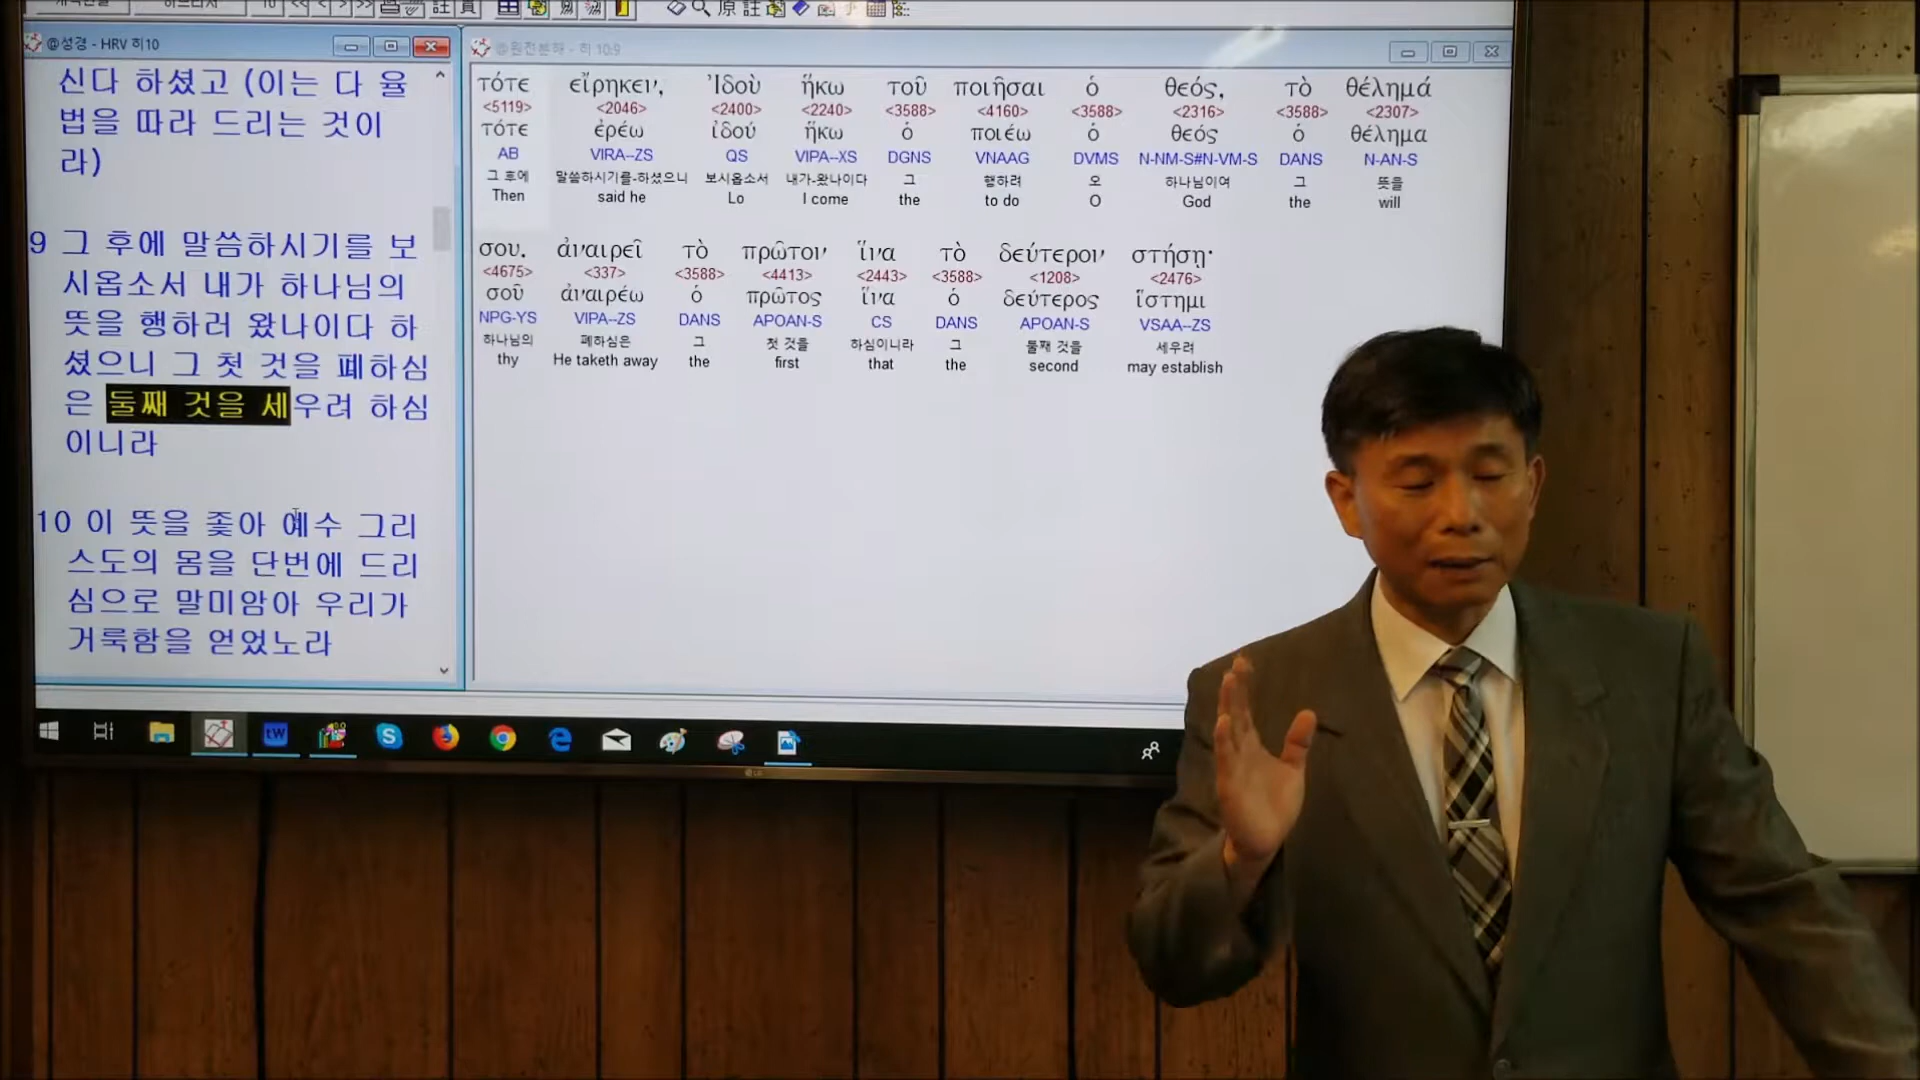 10
@성경 - HRV 히10
신다 하셨고 (이는 다 율
법을 따라 드리는 것이
라)
9 그 후에 말씀하시기를 보
시옵소서 내가 하나님의
뜻을 행하러 왔나이다 하
셨으니 그 첫 것을 폐하심
은 둘째 것을 세우려 하심
이니라
10 이 뜻을 좇아 예수 그리
스도의 몸을 단번에 드리
심으로 말미암아 우리가
거룩함을 얻었노라
@원전분해 - 히 10:9
τότε εἴρηκεν, Ἰδοὺ ἥκω τοῦ ποιῆσαι ὁ θεός, τὸ θέλημά
<5119> <2046> <2400> <2240> <3588> <4160> <3588> <2316> <3588> <2307>
τότε ἐρέω ἰδού ἥκω ὁ ποιέω ὁ θεός ὁ θέλημα
AB VIRA--ZS QS VIPA--XS DGNS VNAAG DVMS N-NM-S#N-VM-S DANS N-AN-S
그 후에 말씀하시기를-하셨으니 보시옵소서 내가-왔나이다 그 행하려 오 하나님이여 그 뜻을
Then said he Lo I come the to do O God the will
σου. ἀναιρεῖ τὸ πρῶτον ἵνα τὸ δεύτερον στήσῃ·
<4675> <337> <3588> <4413> <2443> <3588> <1208> <2476>
σοῦ ἀναιρέω ὁ πρῶτος ἵνα ὁ δεύτερος ἵστημι
NPG-YS VIPA--ZS DANS APOAN-S CS DANS APOAN-S VSAA--ZS
하나님의 폐하심은 그 첫 것을 하심이니라 그 둘째 것을 세우려
thy He taketh away the first that the second may establish